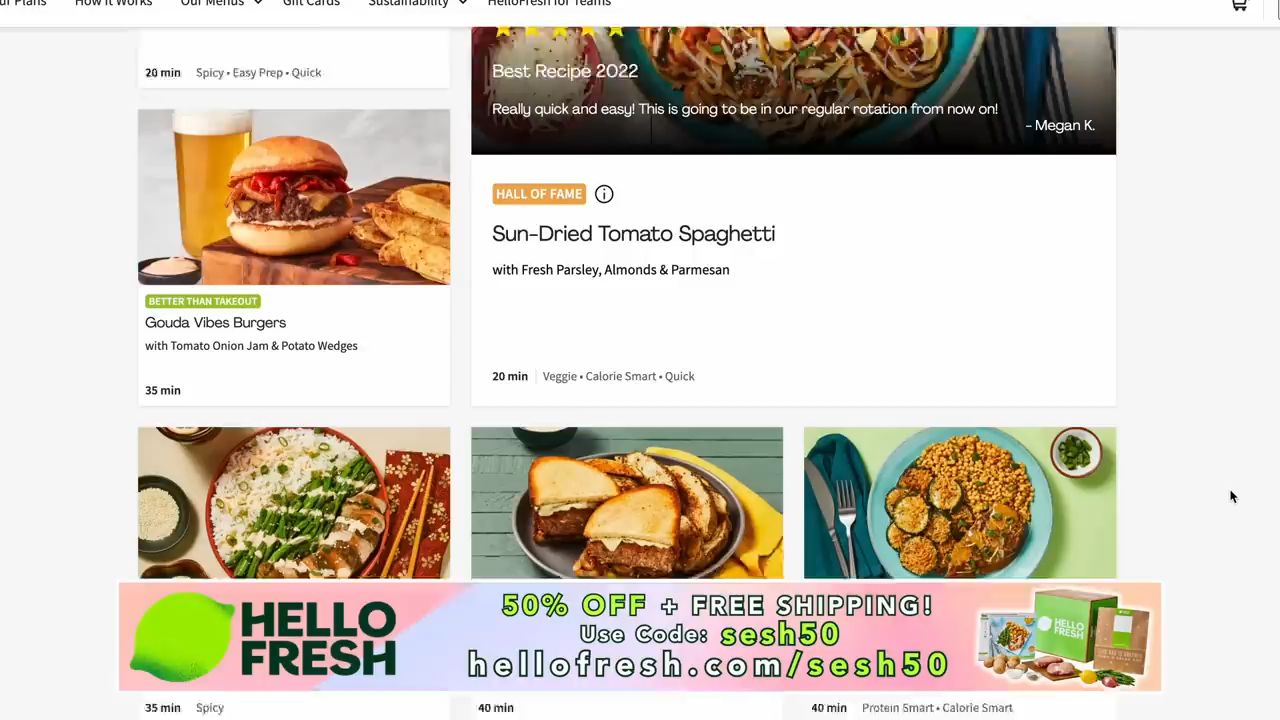 ur Plans How It Works Our Menus Gift Cards Sustainability HelloFresh for Teams
20 min Spicy • Easy Prep • Quick
Best Recipe 2022
Really quick and easy! This is going to be in our regular rotation from now on!
- Megan K.
HALL OF FAME
Sun-Dried Tomato Spaghetti
with Fresh Parsley, Almonds & Parmesan
20 min Veggie • Calorie Smart • Quick
BETTER THAN TAKEOUT
Gouda Vibes Burgers
with Tomato Onion Jam & Potato Wedges
35 min
HELLO
FRESH
50% OFF + FREE SHIPPING!
Use Code: sesh50
hellofresh.com/sesh50
HELLO
FRESH
35 min Spicy
40 min
40 min Protein Smart • Calorie Smart